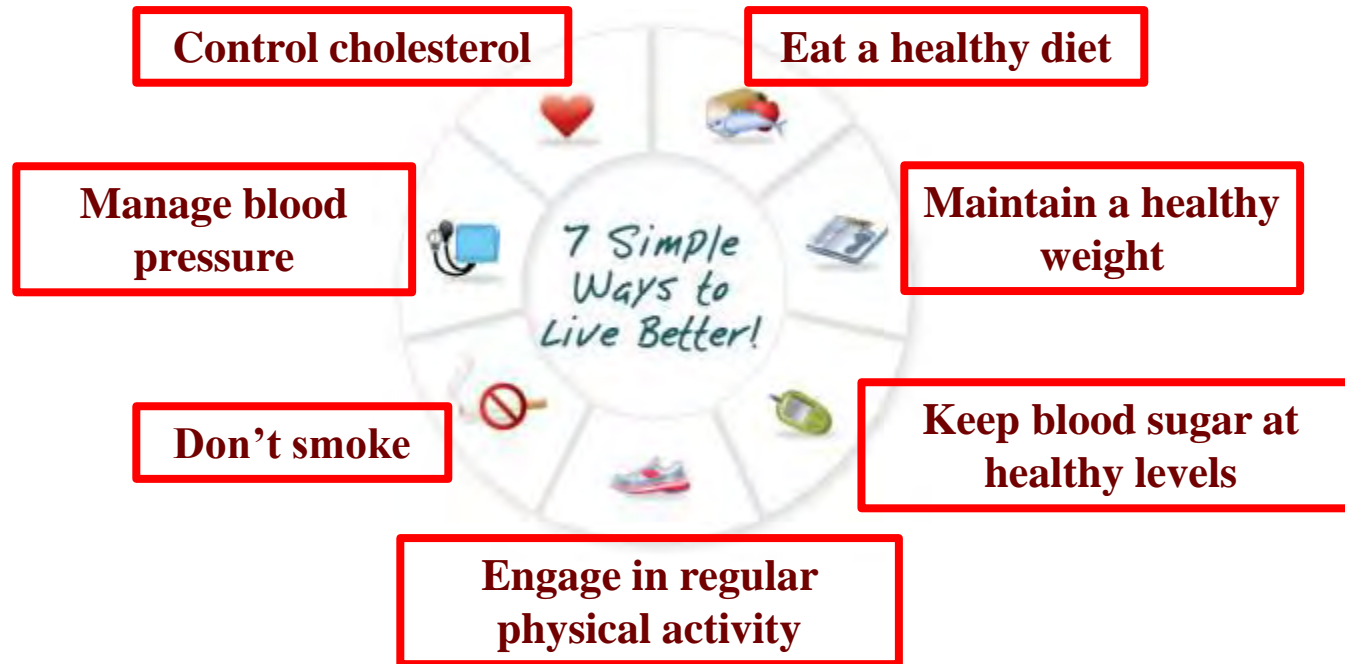 Control cholesterol
Eat a healthy diet
Manage blood
pressure
7 Simple
Ways to
Live Better!
Maintain a healthy
weight
Don’t smoke
Keep blood sugar at
healthy levels
Engage in regular
physical activity